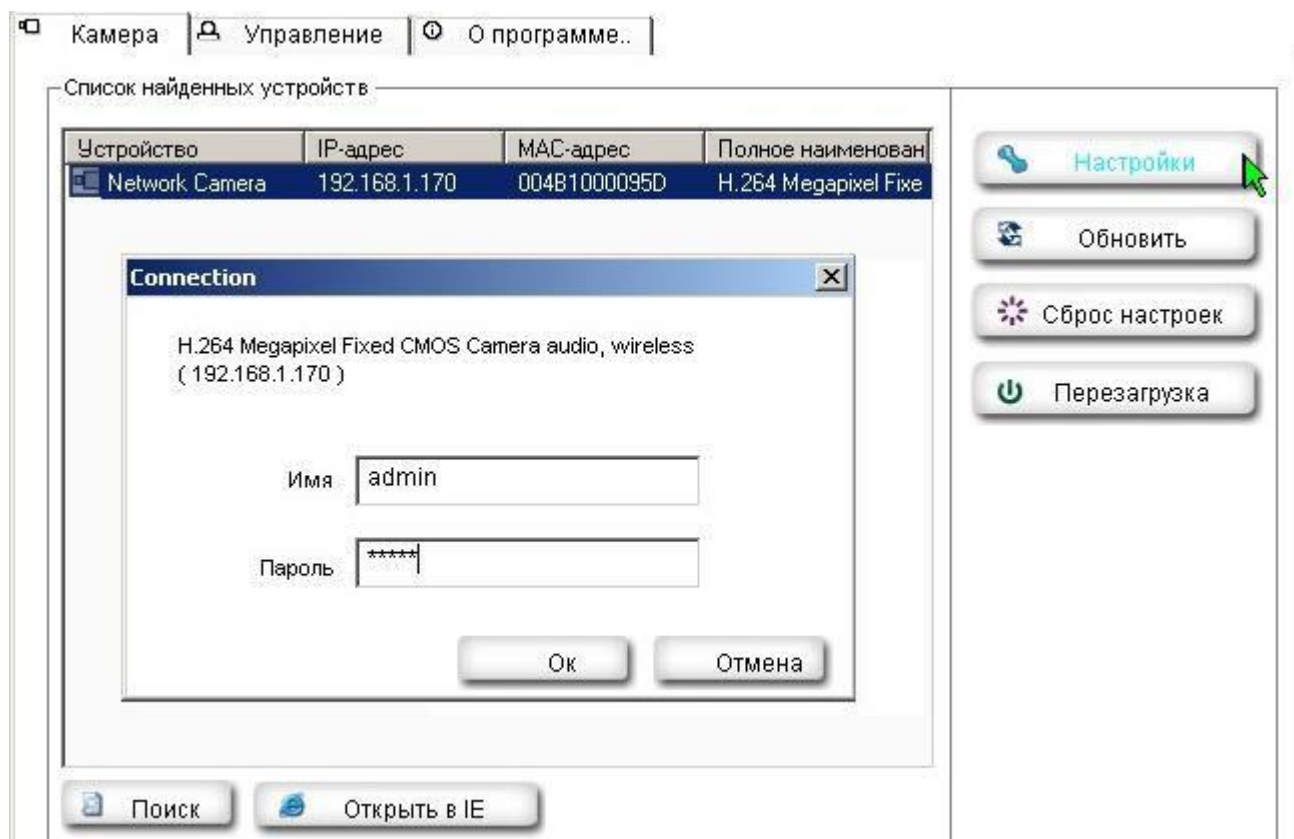 Камера Управление О программе..
Список найденных устройств
Устройство IP-адрес MAC-адрес Полное наименован
Network Camera 192.168.1.170 004B1000095D H.264 Megapixel Fixe
Настройки
Обновить
Сброс настроек
Перезагрузка
Connection
H.264 Megapixel Fixed CMOS Camera audio, wireless
( 192.168.1.170 )
Имя admin
Пароль *****
Ок Отмена
Поиск Открыть в IE